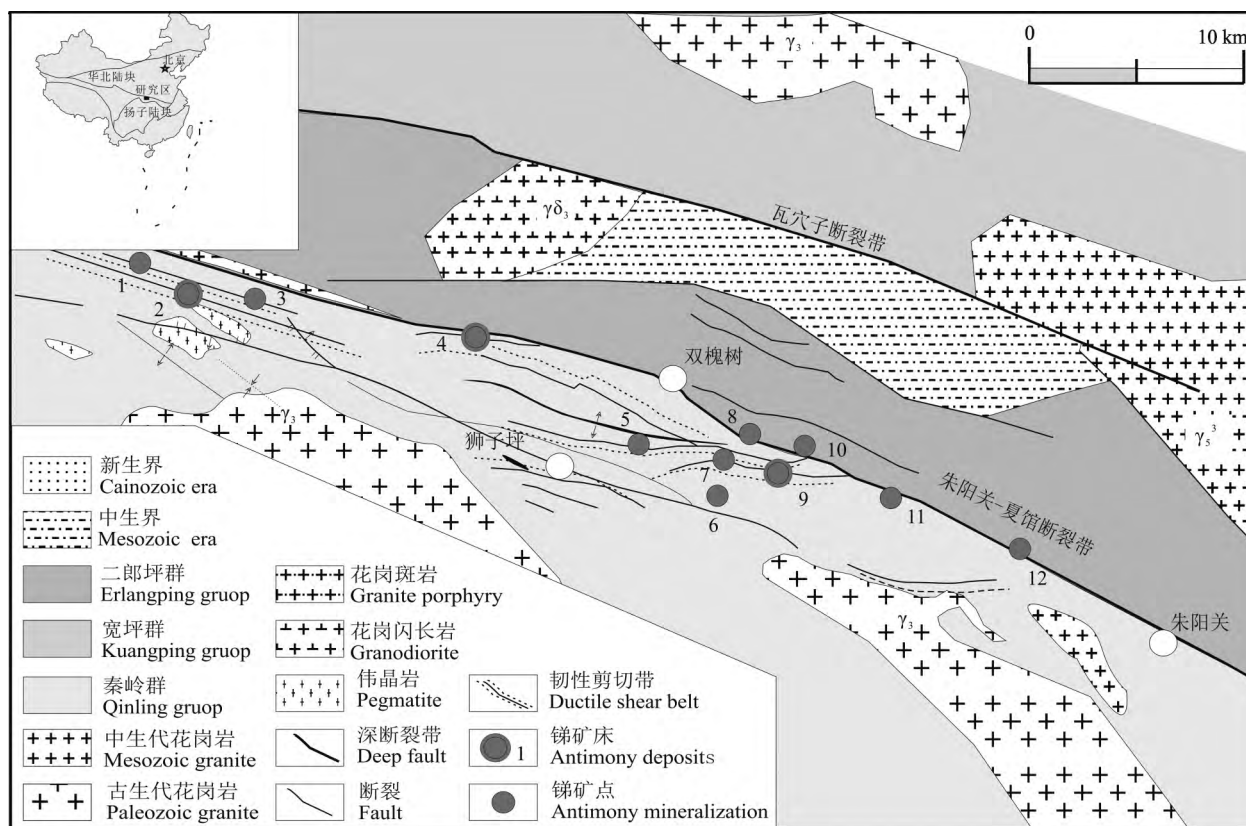 北京
华北陆块
研究区
扬子陆块
0
10 km
γ₃
γδ₃
瓦穴子断裂带
1
2
3
4
双槐树
γ₃
5
狮子坪
8
10
7
9
6
11
朱阳关-夏馆断裂带
γ₅³
12
γ₃
朱阳关
新生界
Cainozoic era
中生界
Mesozoic era
二郎坪群
Erlangping gruop
宽坪群
Kuangping gruop
秦岭群
Qinling gruop
中生代花岗岩
Mesozoic granite
古生代花岗岩
Paleozoic granite
花岗斑岩
Granite porphyry
花岗闪长岩
Granodiorite
伟晶岩
Pegmatite
深断裂带
Deep fault
断裂
Fault
韧性剪切带
Ductile shear belt
1
锑矿床
Antimony deposits
锑矿点
Antimony mineralization